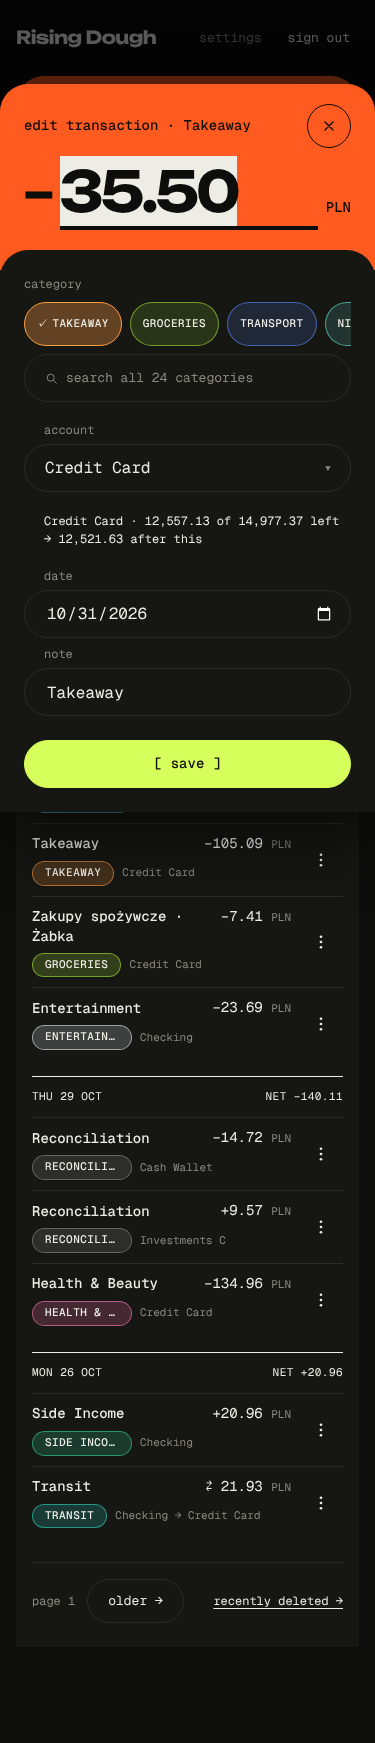 Rising Dough
settings
sign out
edit transaction · Takeaway
×
−35.50 PLN
category
✓ TAKEAWAY
GROCERIES
TRANSPORT
NI
search all 24 categories
account
Credit Card
Credit Card · 12,557.13 of 14,977.37 left
→ 12,521.63 after this
date
10/31/2026
note
Takeaway
[ save ]
Takeaway −105.09 PLN
TAKEAWAY Credit Card
Zakupy spożywcze · −7.41 PLN
Żabka
GROCERIES Credit Card
Entertainment −23.69 PLN
ENTERTAIN… Checking
THU 29 OCT NET −140.11
Reconciliation −14.72 PLN
RECONCILI… Cash Wallet
Reconciliation +9.57 PLN
RECONCILI… Investments C
Health & Beauty −134.96 PLN
HEALTH & … Credit Card
MON 26 OCT NET +20.96
Side Income +20.96 PLN
SIDE INCO… Checking
Transit ⇄ 21.93 PLN
TRANSIT Checking → Credit Card
page 1 older → recently deleted →